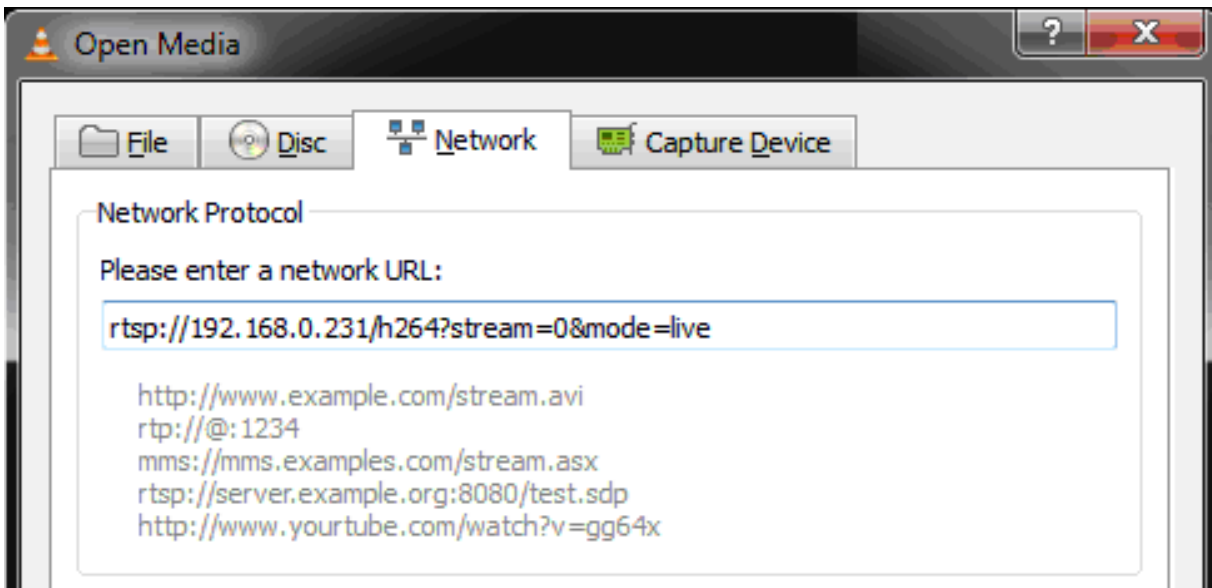 Open Media
?
X
File Disc Network Capture Device
Network Protocol
Please enter a network URL:
rtsp://192.168.0.231/h264?stream=0&mode=live
http://www.example.com/stream.avi
rtp://@:1234
mms://mms.examples.com/stream.asx
rtsp://server.example.org:8080/test.sdp
http://www.yourtube.com/watch?v=gg64x